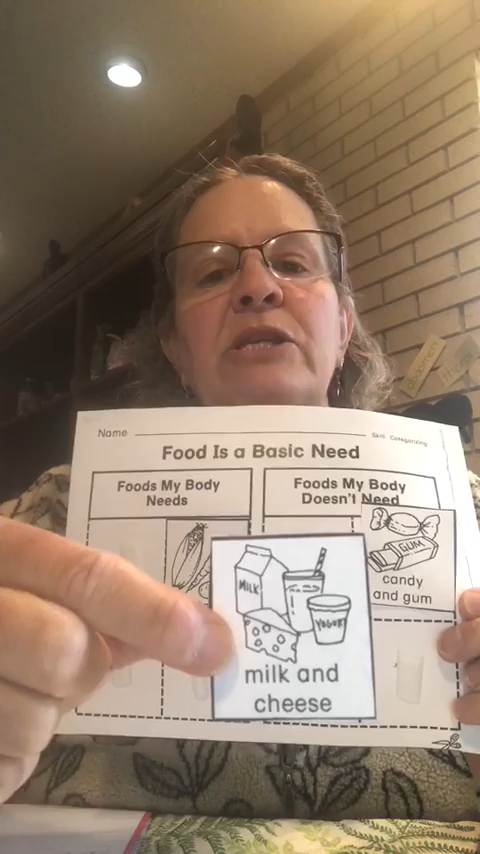 Name
Skill: Categorizing
Food Is a Basic Need
Foods My Body
Needs
Foods My Body
Doesn't Need
GUM
candy
and gum
MILK
YOGURT
milk and
cheese
abdomen